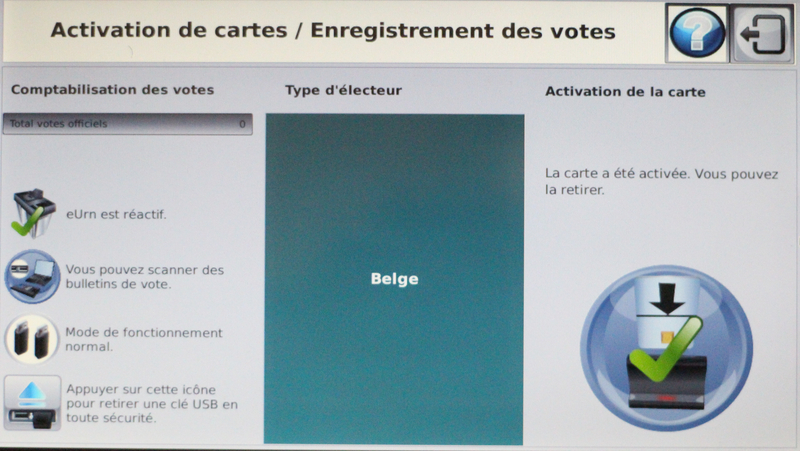 Activation de cartes / Enregistrement des votes
Comptabilisation des votes
Total votes officiels 0
eUrn est réactif.
Vous pouvez scanner des
bulletins de vote.
Mode de fonctionnement
normal.
Appuyer sur cette icône
pour retirer une clé USB en
toute sécurité.
Type d'électeur
Belge
Activation de la carte
La carte a été activée. Vous pouvez
la retirer.